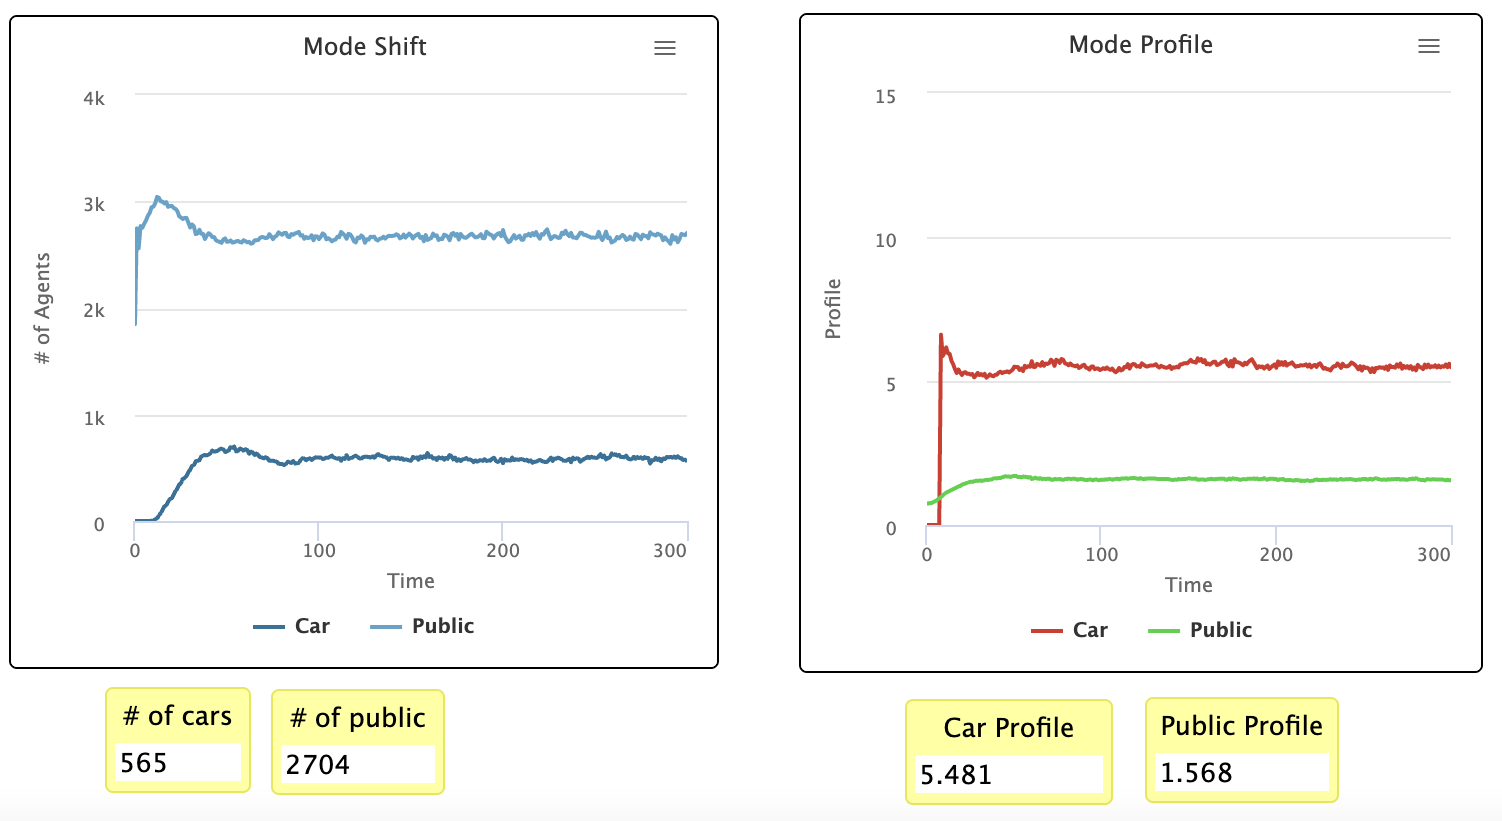 Mode Shift
4k
3k
2k
1k
0
# of Agents
0 100 200 300
Time
Car Public
# of cars
565
# of public
2704
Mode Profile
15
10
5
0
Profile
0 100 200 300
Time
Car Public
Car Profile
5.481
Public Profile
1.568